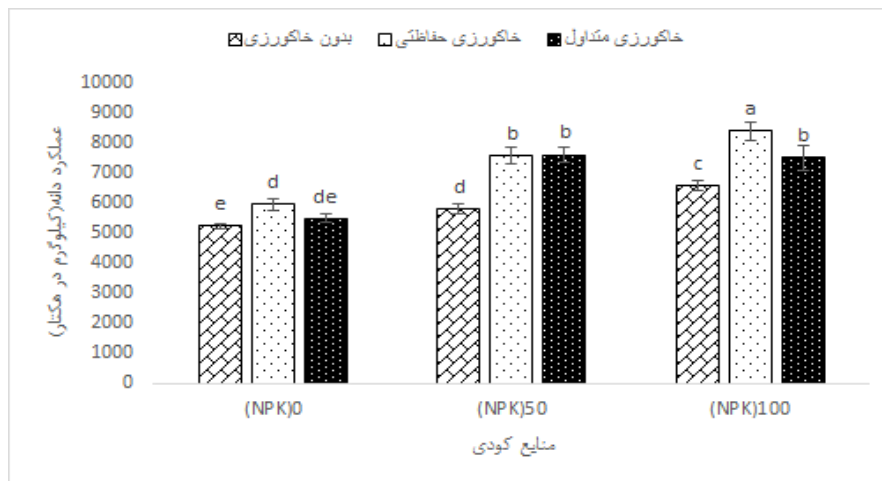 بدون خاکورزی خاکورزی حفاظتی خاکورزی متداول
عملکرد دانه(کیلوگرم در هکتار)
10000
9000
8000
7000
6000
5000
4000
3000
2000
1000
0
e d de
d b b
c a b
(NPK)0 (NPK)50 (NPK)100
منابع کودی